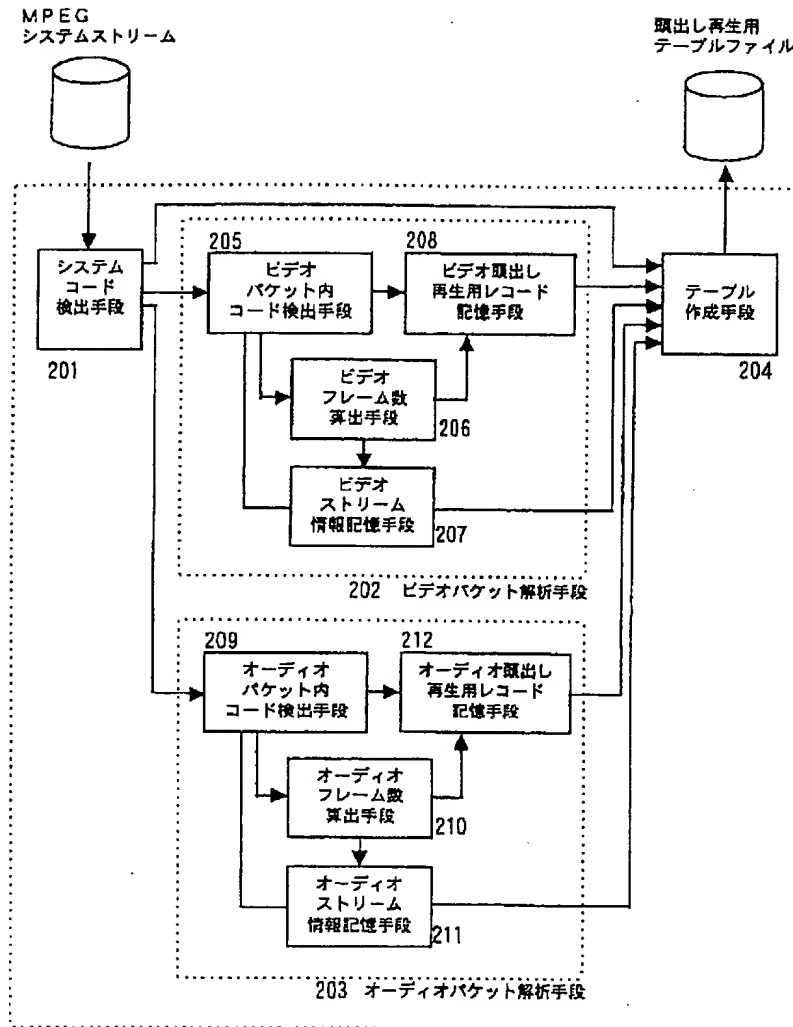 MPEG
システムストリーム
頭出し再生用
テーブルファイル
システム
コード
検出手段
201
205
ビデオ
パケット内
コード検出手段
208
ビデオ頭出し
再生用レコード
記憶手段
テーブル
作成手段
204
ビデオ
フレーム数
算出手段
206
ビデオ
ストリーム
情報記憶手段
207
202 ビデオパケット解析手段
209
オーディオ
パケット内
コード検出手段
212
オーディオ頭出し
再生用レコード
記憶手段
オーディオ
フレーム数
算出手段
210
オーディオ
ストリーム
情報記憶手段
211
203 オーディオパケット解析手段